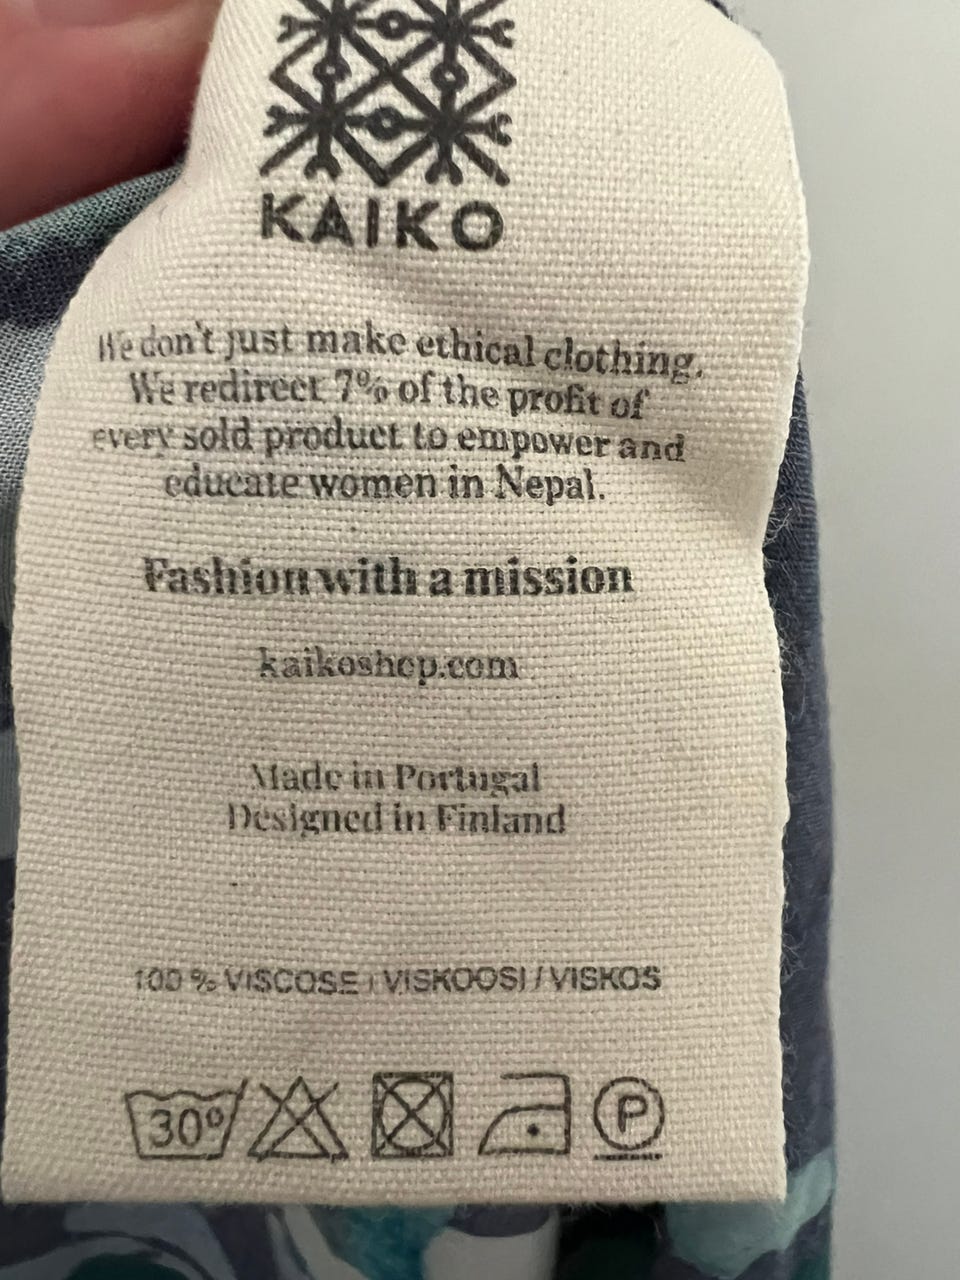 KAIKO
We don't just make ethical clothing.
We redirect 7% of the profit of
every sold product to empower and
educate women in Nepal.
Fashion with a mission
kaikoshop.com
Made in Portugal
Designed in Finland
100 % VISCOSE / VISKOOSI / VISKOS
30° P